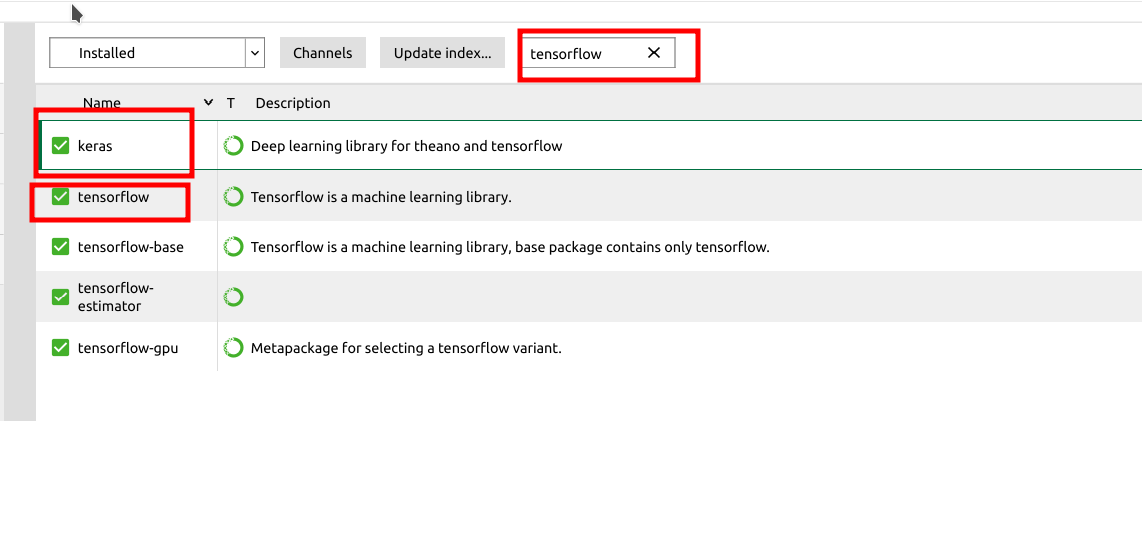 Installed Channels Update index... tensorflow
Name T Description
keras Deep learning library for theano and tensorflow
tensorflow Tensorflow is a machine learning library.
tensorflow-base Tensorflow is a machine learning library, base package contains only tensorflow.
tensorflow-
estimator
tensorflow-gpu Metapackage for selecting a tensorflow variant.